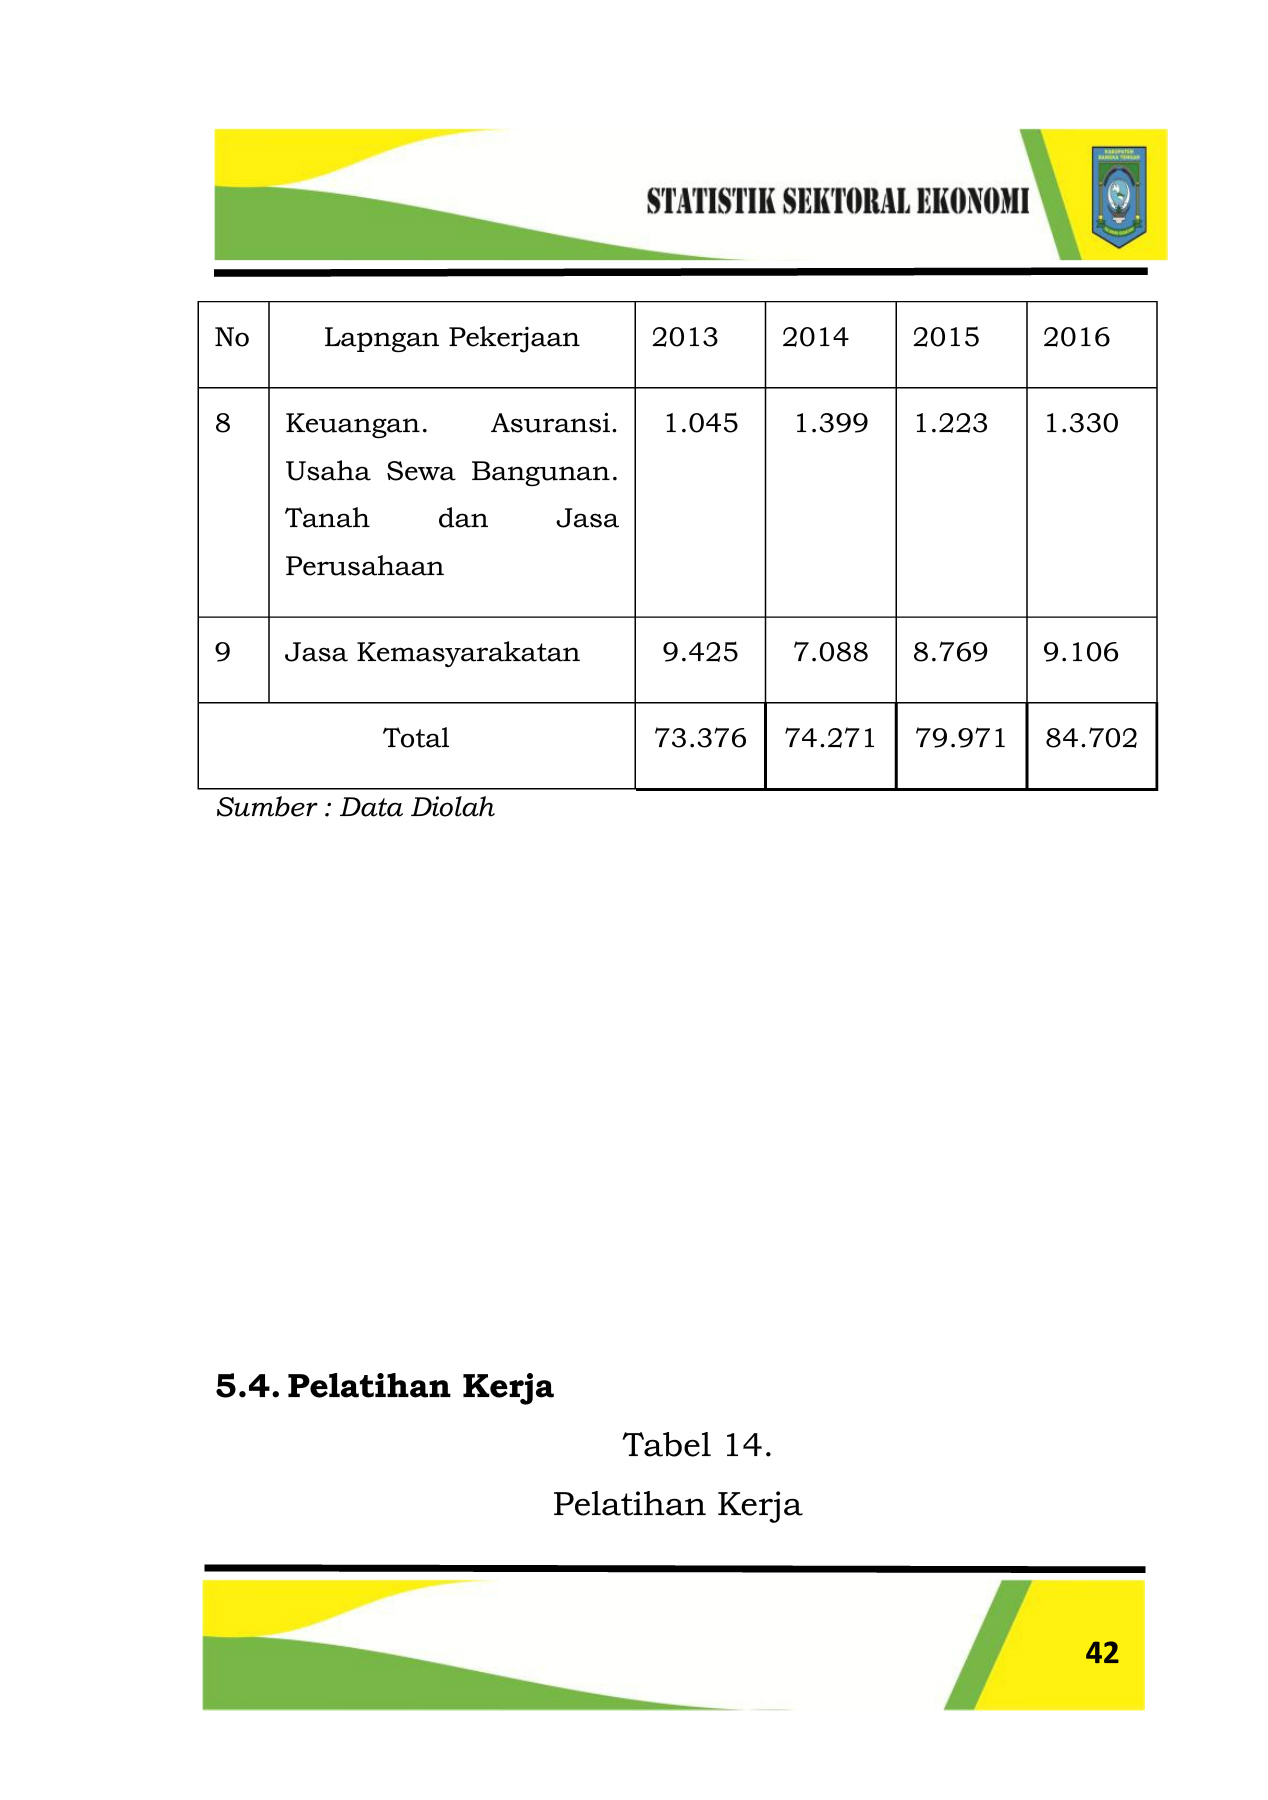 KABUPATEN
BANGKA TENGAH
STATISTIK SEKTORAL EKONOMI
No Lapngan Pekerjaan 2013 2014 2015 2016
8 Keuangan. Asuransi. 1.045 1.399 1.223 1.330
Usaha Sewa Bangunan.
Tanah dan Jasa
Perusahaan
9 Jasa Kemasyarakatan 9.425 7.088 8.769 9.106
Total 73.376 74.271 79.971 84.702
Sumber : Data Diolah
5.4. Pelatihan Kerja
Tabel 14.
Pelatihan Kerja
42